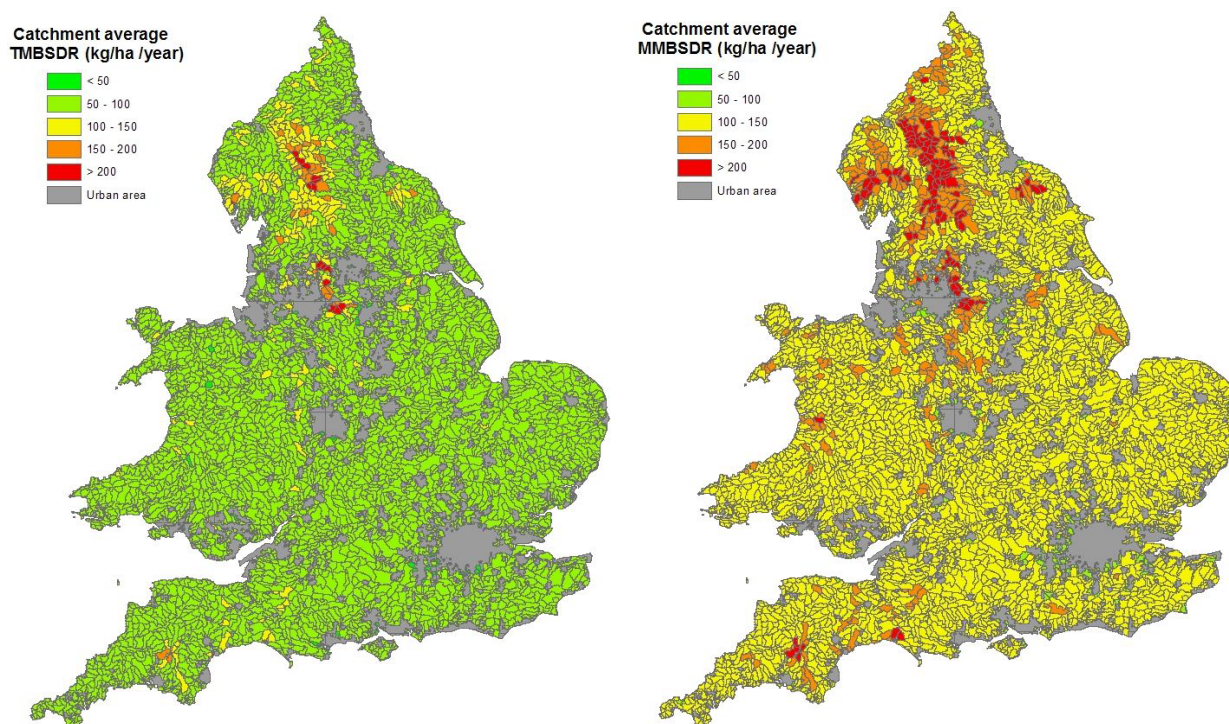 Catchment average
TMBSDR (kg/ha /year)
< 50
50 - 100
100 - 150
150 - 200
> 200
Urban area
Catchment average
MMBSDR (kg/ha /year)
< 50
50 - 100
100 - 150
150 - 200
> 200
Urban area